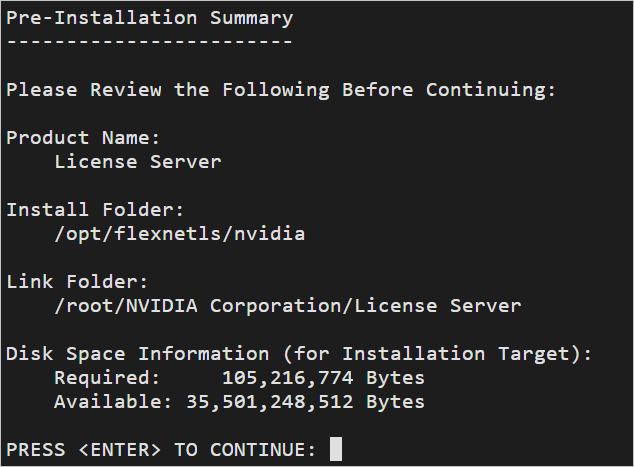 Pre-Installation Summary
------------------------
Please Review the Following Before Continuing:
Product Name:
License Server
Install Folder:
/opt/flexnetls/nvidia
Link Folder:
/root/NVIDIA Corporation/License Server
Disk Space Information (for Installation Target):
Required:     105,216,774 Bytes
Available: 35,501,248,512 Bytes
PRESS <ENTER> TO CONTINUE: